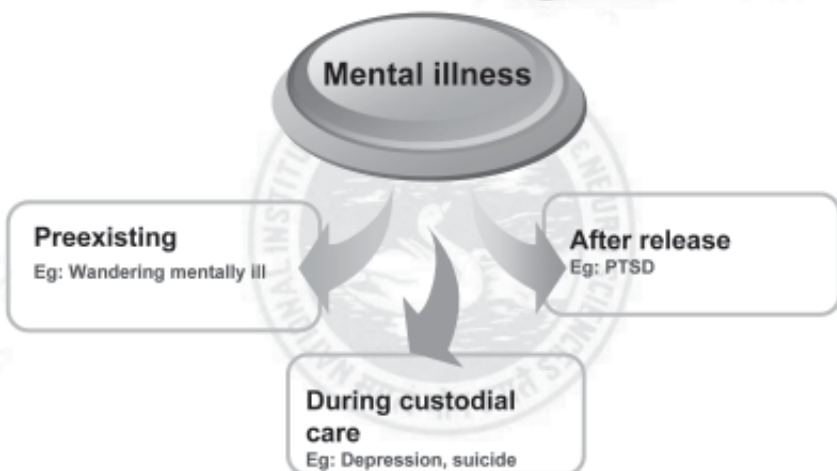 Mental illness
Preexisting
Eg: Wandering mentally ill
After release
Eg: PTSD
During custodial
care
Eg: Depression, suicide